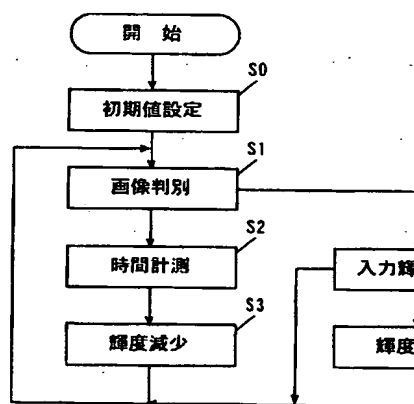 開 始
S0
初期値設定
S1
画像判別
S2
時間計測
入力輝
S3
輝度減少
輝度